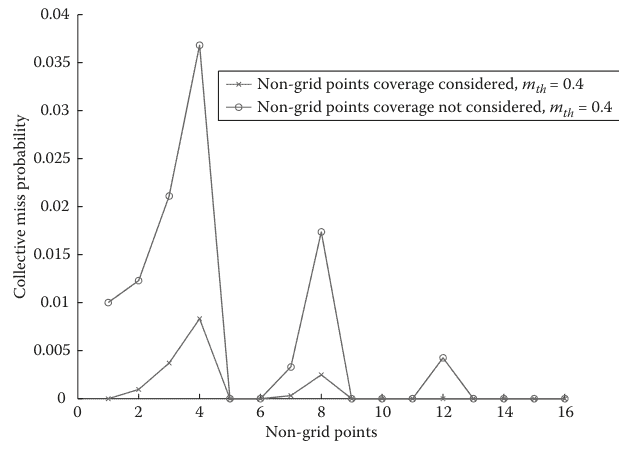 0.04
0.035
0.03
0.025
0.02
0.015
0.01
0.005
0
Collective miss probability
Non-grid points coverage considered, m_th = 0.4
Non-grid points coverage not considered, m_th = 0.4
0 2 4 6 8 10 12 14 16
Non-grid points